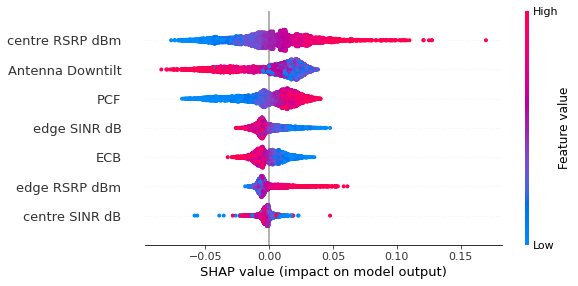 High
centre RSRP dBm
Antenna Downtilt
PCF
edge SINR dB
ECB
edge RSRP dBm
centre SINR dB
Feature value
Low
−0.05 0.00 0.05 0.10 0.15
SHAP value (impact on model output)